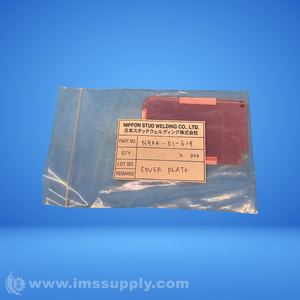 NIPPON STUD WELDING CO., LTD.
日本スタッドウェルディング株式会社
PART NO.
QTY. 2 pcs
LOT NO.
REMARKS COVER PLATE
- www.imssupply.com -